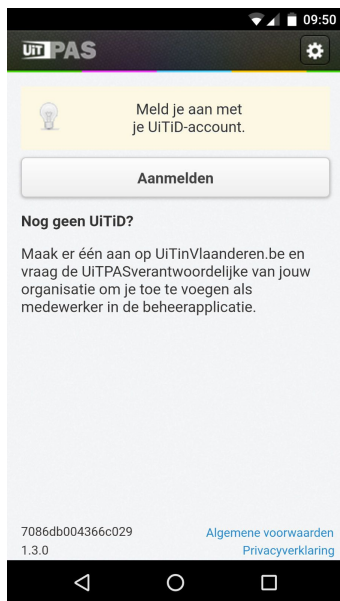 09:50
UiTPAS
Meld je aan met
je UiTiD-account.
Aanmelden
Nog geen UiTiD?
Maak er één aan op UiTinVlaanderen.be en
vraag de UiTPASverantwoordelijke van jouw
organisatie om je toe te voegen als
medewerker in de beheerapplicatie.
7086db004366c029
Algemene voorwaarden
1.3.0
Privacyverklaring